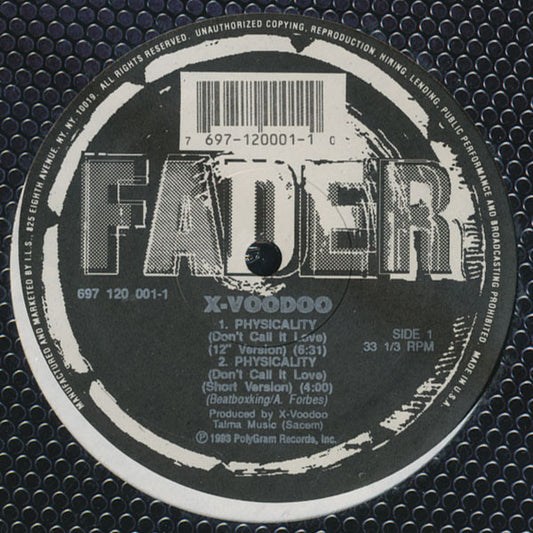 MANUFACTURED AND MARKETED BY I.L.S., 825 EIGHTH AVENUE, NY, NY, 10019. ALL RIGHTS RESERVED. UNAUTHORIZED COPYING, REPRODUCTION, HIRING, LENDING, PUBLIC PERFORMANCE AND BROADCASTING PROHIBITED MADE IN U.S.A.
7 697-120001-1 0
FADER
697 120 001-1
X-VOODOO
1. PHYSICALITY
(Don't Call it Love)
(12" Version) (6:31)
2. PHYSICALITY
(Don't Call it Love)
(Short Version) (4:00)
(Beatboxking/A. Forbes)
SIDE 1
33 1/3 RPM
Produced by X-Voodoo
Talma Music (Sacem)
Ⓟ 1993 PolyGram Records, Inc.